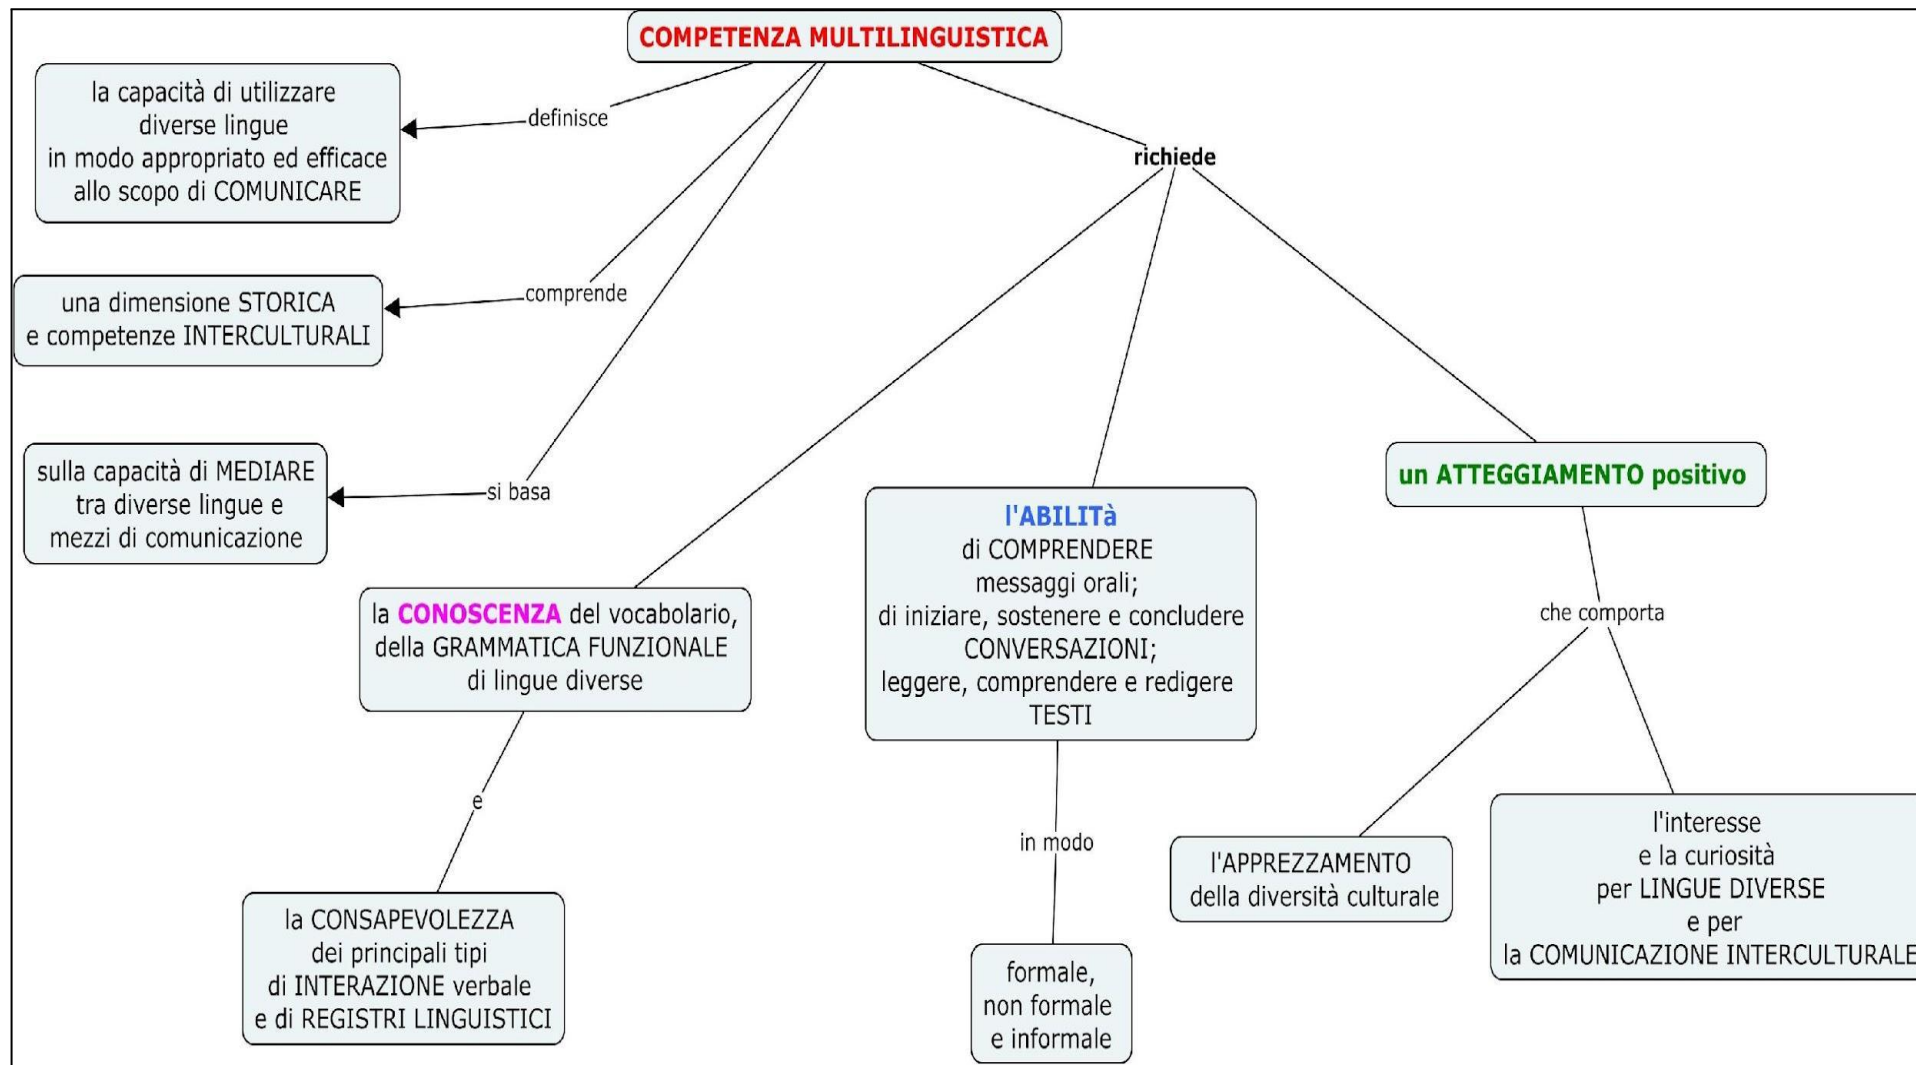 COMPETENZA MULTILINGUISTICA
la capacità di utilizzare
diverse lingue
in modo appropriato ed efficace
allo scopo di COMUNICARE
definisce
richiede
una dimensione STORICA
e competenze INTERCULTURALI
comprende
sulla capacità di MEDIARE
tra diverse lingue e
mezzi di comunicazione
si basa
la CONOSCENZA del vocabolario,
della GRAMMATICA FUNZIONALE
di lingue diverse
e
la CONSAPEVOLEZZA
dei principali tipi
di INTERAZIONE verbale
e di REGISTRI LINGUISTICI
l'ABILITà
di COMPRENDERE
messaggi orali;
di iniziare, sostenere e concludere
CONVERSAZIONI;
leggere, comprendere e redigere
TESTI
in modo
formale,
non formale
e informale
un ATTEGGIAMENTO positivo
che comporta
l'APPREZZAMENTO
della diversità culturale
l'interesse
e la curiosità
per LINGUE DIVERSE
e per
la COMUNICAZIONE INTERCULTURALE